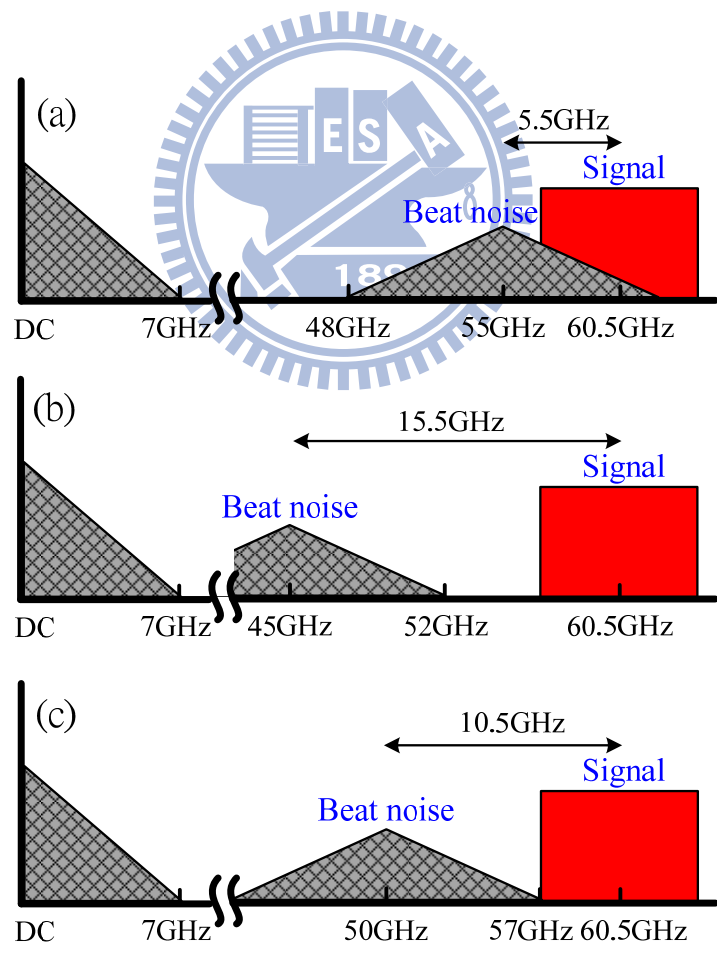 (a)
5.5GHz
Signal
Beat noise
E S A
189
DC 7GHz 48GHz 55GHz 60.5GHz
(b)
15.5GHz
Signal
Beat noise
DC 7GHz 45GHz 52GHz 60.5GHz
(c)
10.5GHz
Signal
Beat noise
DC 7GHz 50GHz 57GHz 60.5GHz